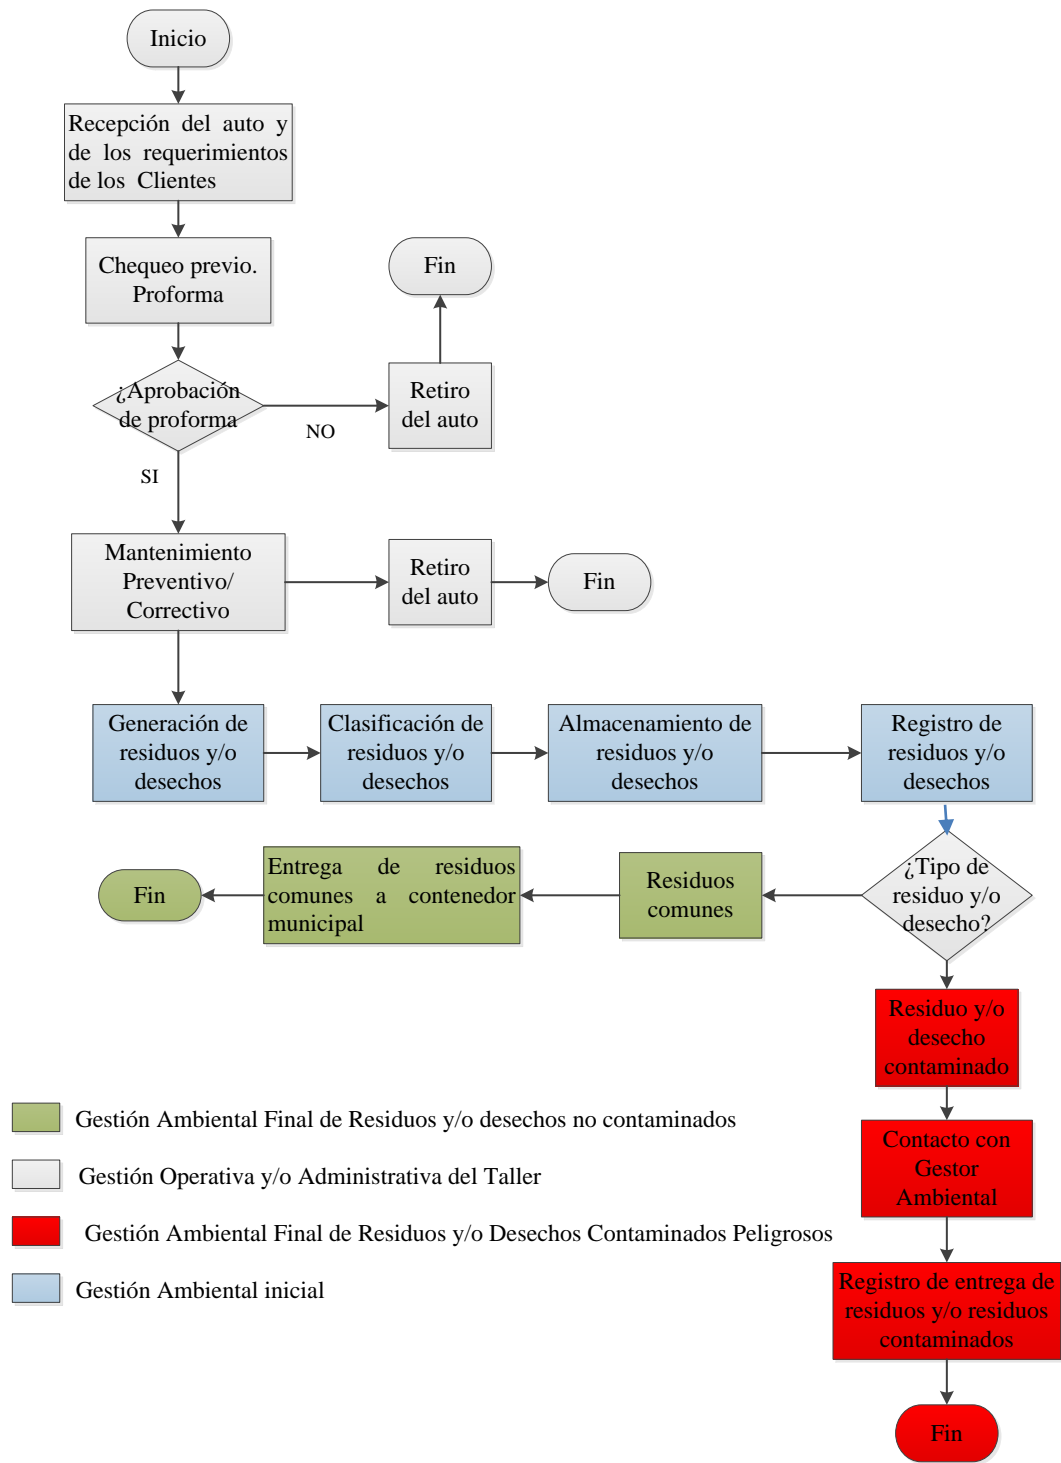 Inicio
Recepción del auto y
de los requerimientos
de los Clientes
Chequeo previo.
Proforma
Fin
¿Aprobación
de proforma
NO
Retiro
del auto
SI
Mantenimiento
Preventivo/
Correctivo
Retiro
del auto
Fin
Generación de
residuos y/o
desechos
Clasificación de
residuos y/o
desechos
Almacenamiento de
residuos y/o
desechos
Registro de
residuos y/o
desechos
¿Tipo de
residuo y/o
desecho?
Residuos
comunes
Entrega de residuos
comunes a contenedor
municipal
Fin
Residuo y/o
desecho
contaminado
Contacto con
Gestor
Ambiental
Registro de entrega de
residuos y/o residuos
contaminados
Fin
Gestión Ambiental Final de Residuos y/o desechos no contaminados
Gestión Operativa y/o Administrativa del Taller
Gestión Ambiental Final de Residuos y/o Desechos Contaminados Peligrosos
Gestión Ambiental inicial